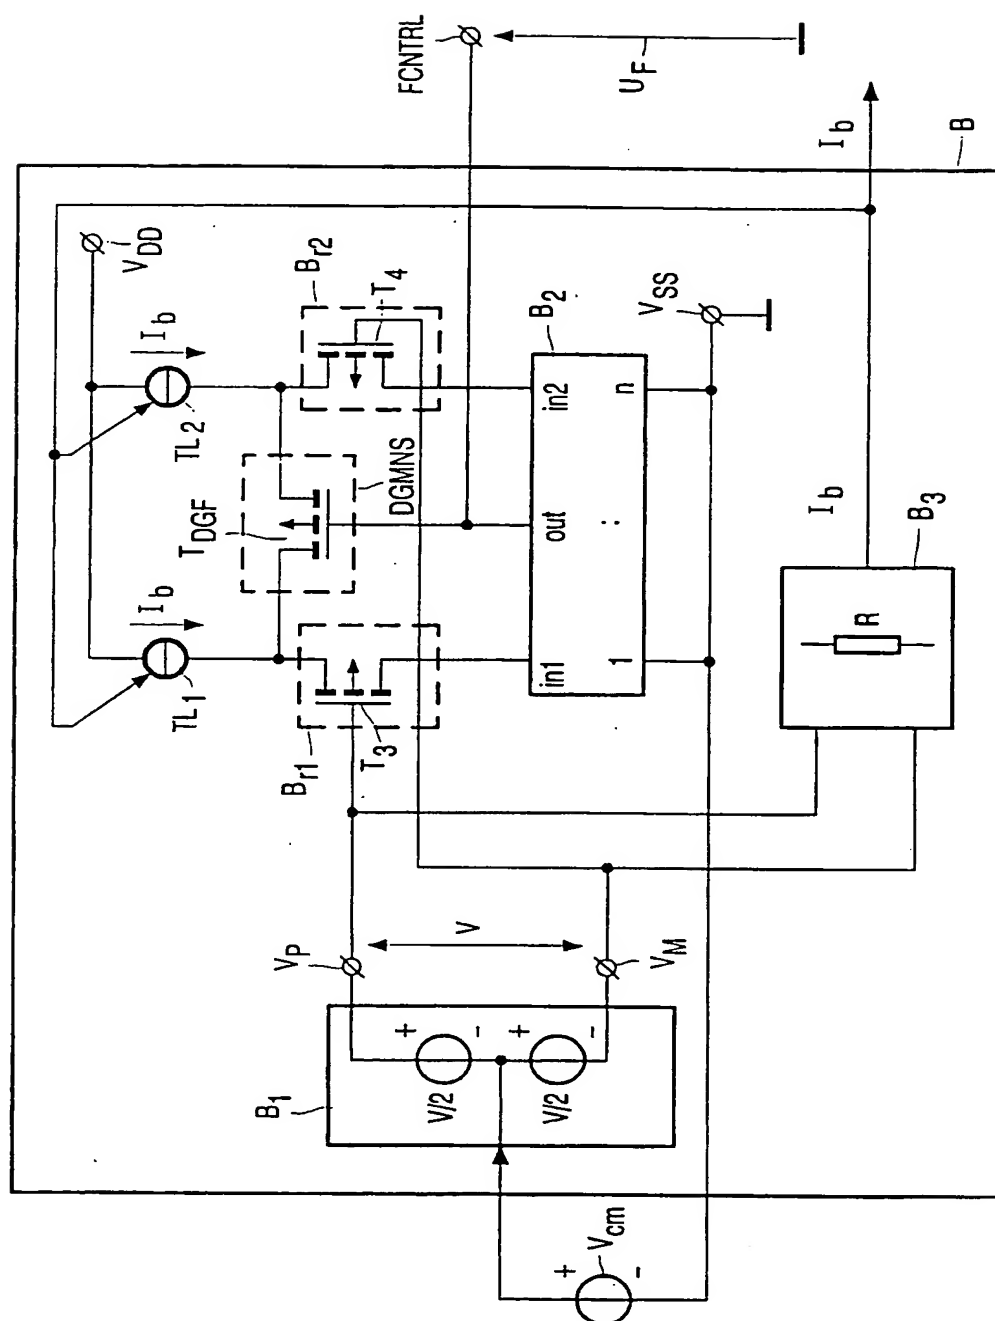 FCNTRL
U_F
I_b
B
V_DD
I_b
TL_2
B_r2
T_4
DGMNS
T_DGF
I_b
TL_1
B_r1
T_3
B_2
in2
n
out
:
in1
1
V_SS
I_b
B_3
R
V_P
V
V_M
B_1
+
-
+
-
V/2
V/2
+
V_cm
-